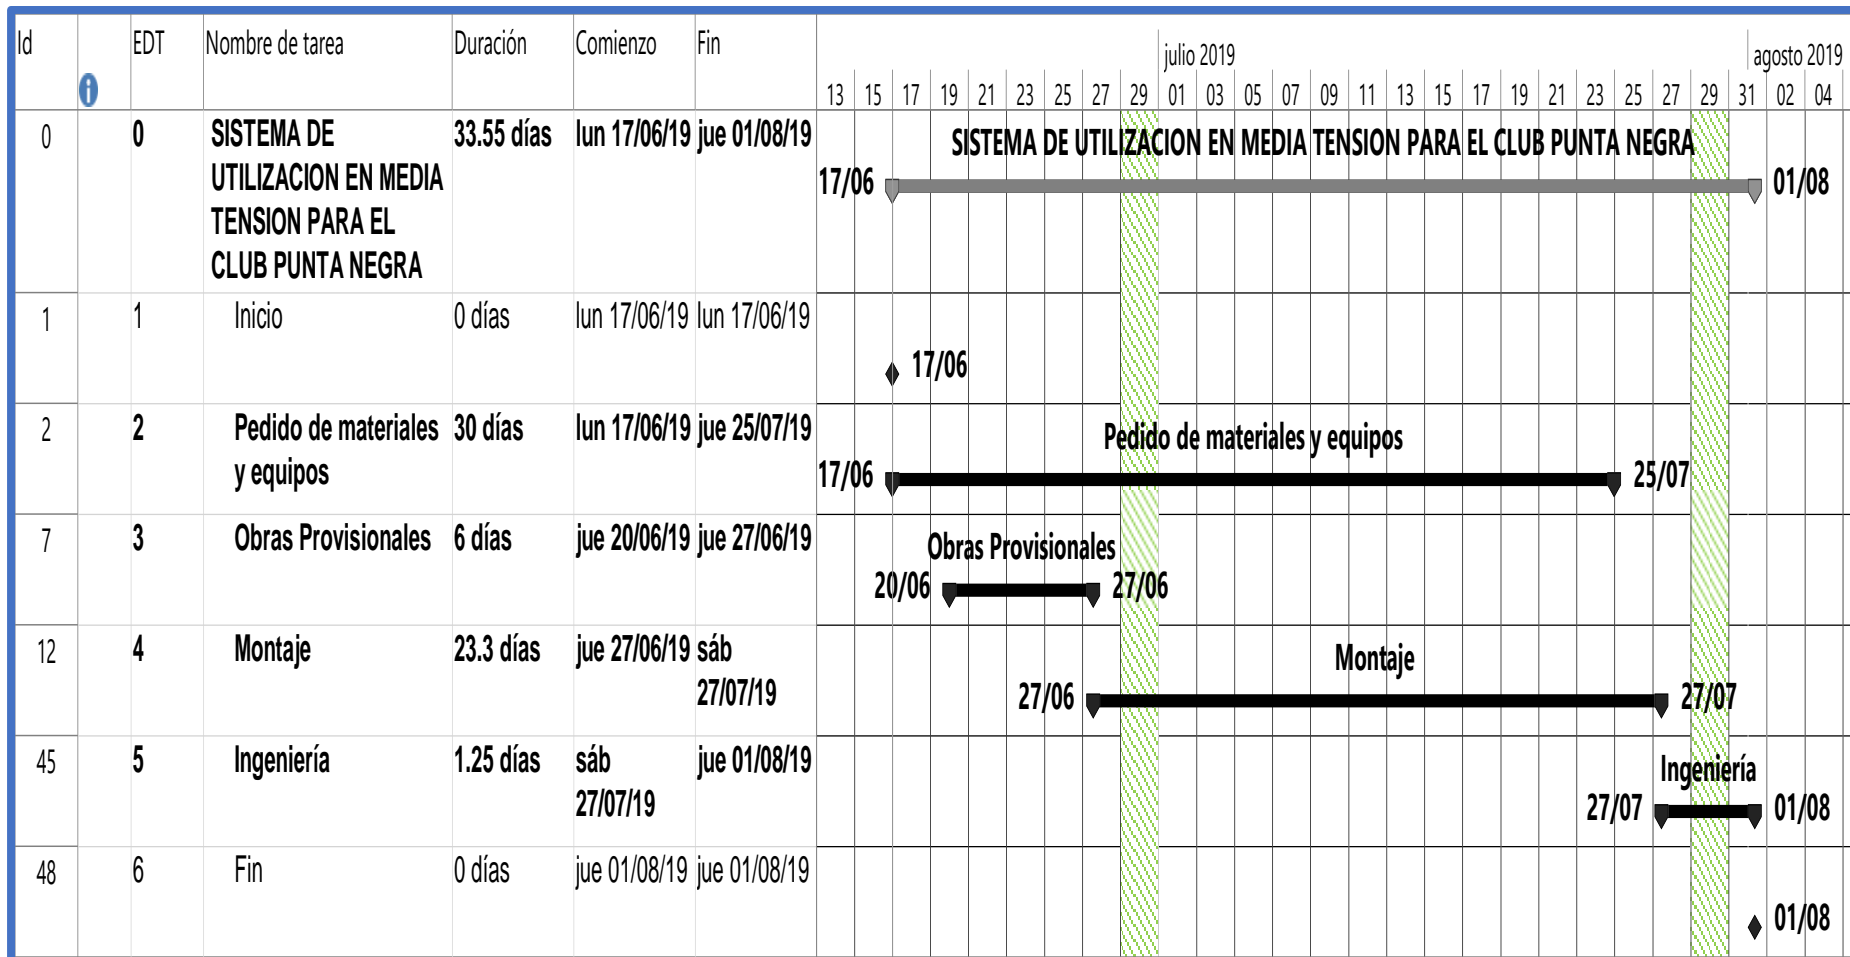 Id EDT Nombre de tarea Duración Comienzo Fin
julio 2019 agosto 2019
13 15 17 19 21 23 25 27 29 01 03 05 07 09 11 13 15 17 19 21 23 25 27 29 31 02 04
0 0 SISTEMA DE 33.55 días lun 17/06/19 jue 01/08/19
UTILIZACION EN MEDIA
TENSION PARA EL
CLUB PUNTA NEGRA
SISTEMA DE UTILIZACION EN MEDIA TENSION PARA EL CLUB PUNTA NEGRA
17/06 01/08
1 1 Inicio 0 días lun 17/06/19 lun 17/06/19
17/06
2 2 Pedido de materiales 30 días lun 17/06/19 jue 25/07/19
y equipos
Pedido de materiales y equipos
17/06 25/07
7 3 Obras Provisionales 6 días jue 20/06/19 jue 27/06/19
Obras Provisionales
20/06 27/06
12 4 Montaje 23.3 días jue 27/06/19 sáb
27/07/19
Montaje
27/06 27/07
45 5 Ingeniería 1.25 días sáb jue 01/08/19
27/07/19
Ingeniería
27/07 01/08
48 6 Fin 0 días jue 01/08/19 jue 01/08/19
01/08